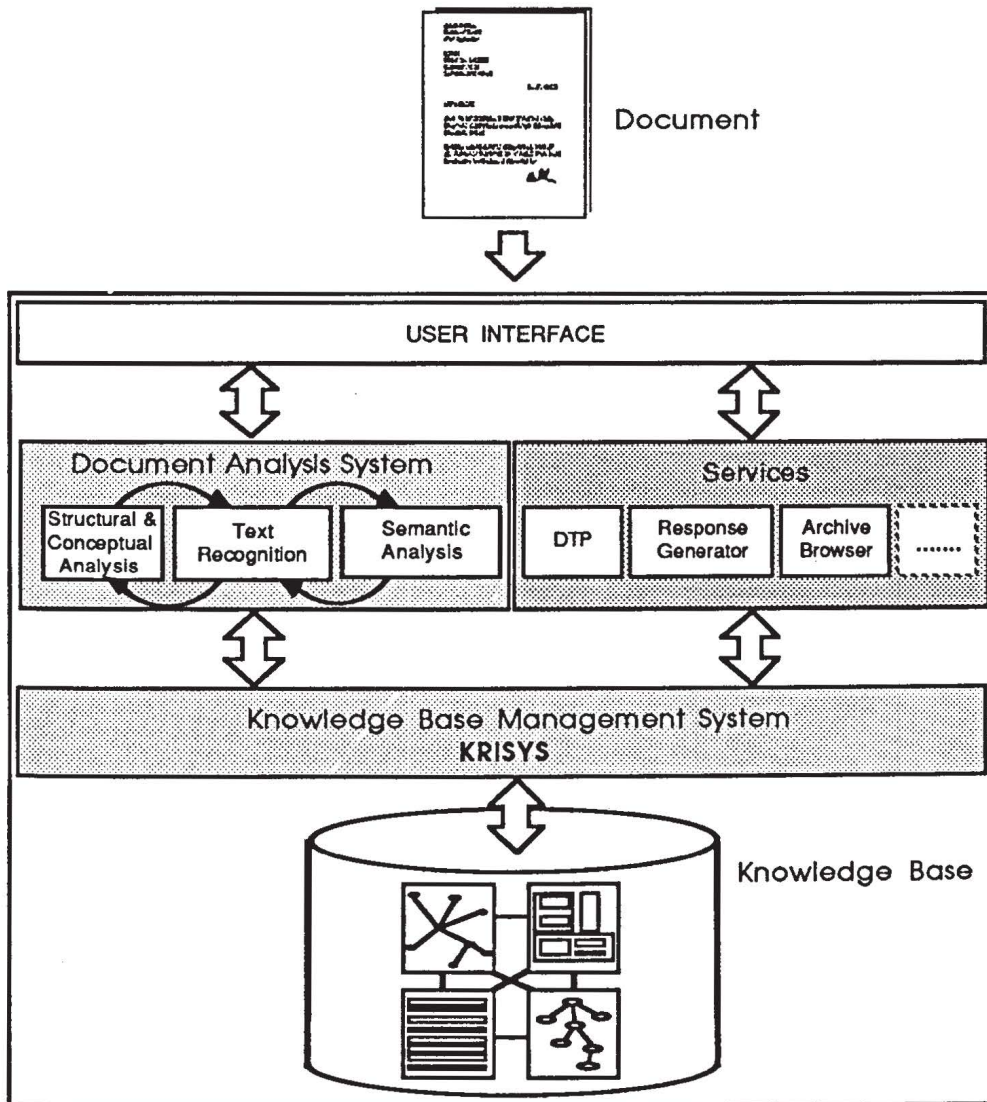 Document
USER INTERFACE
Document Analysis System
Structural &
Conceptual
Analysis
Text
Recognition
Semantic
Analysis
Services
DTP
Response
Generator
Archive
Browser
.......
Knowledge Base Management System
KRISYS
Knowledge Base